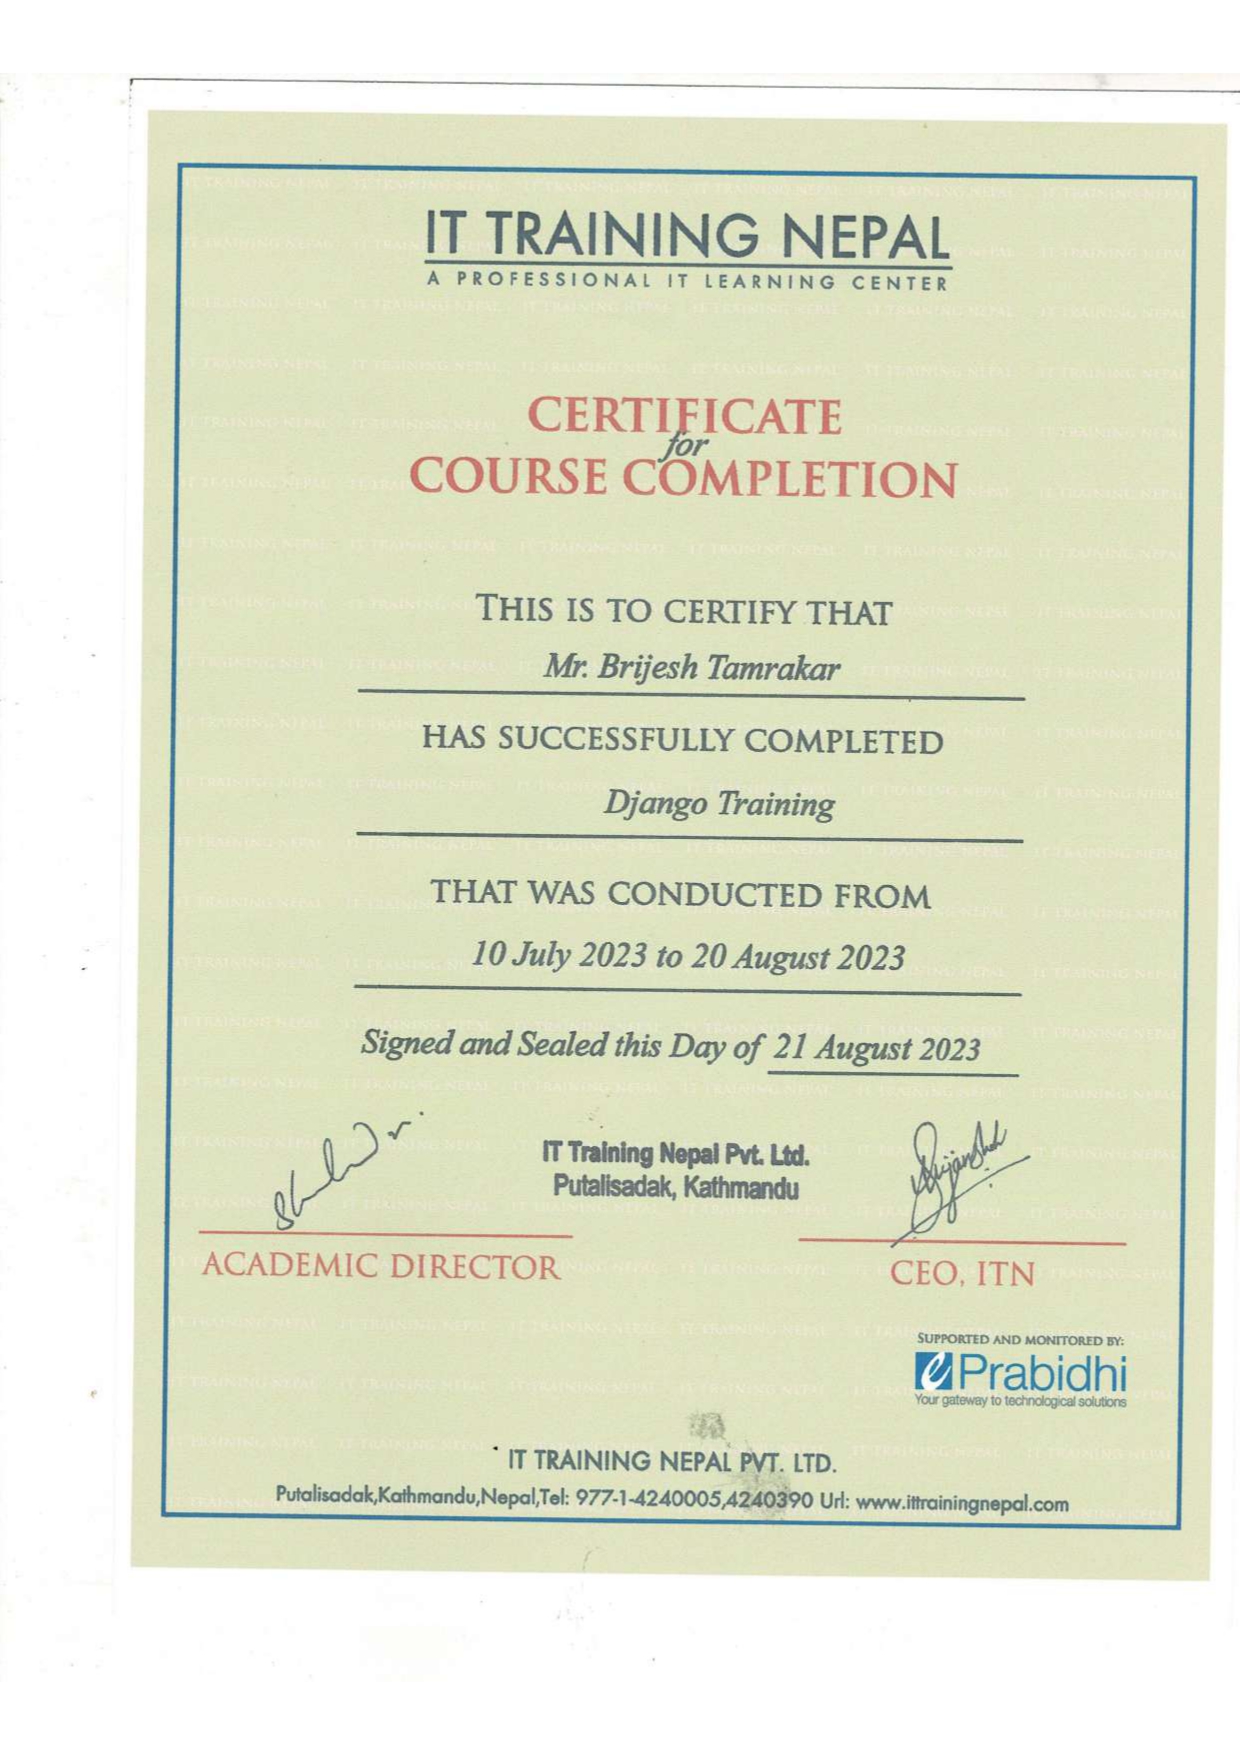 IT TRAINING NEPAL
A PROFESSIONAL IT LEARNING CENTER
CERTIFICATE
for
COURSE COMPLETION
THIS IS TO CERTIFY THAT
Mr. Brijesh Tamrakar
HAS SUCCESSFULLY COMPLETED
Django Training
THAT WAS CONDUCTED FROM
10 July 2023 to 20 August 2023
Signed and Sealed this Day of 21 August 2023
IT Training Nepal Pvt. Ltd.
Putalisadak, Kathmandu
ACADEMIC DIRECTOR
CEO, ITN
SUPPORTED AND MONITORED BY:
e Prabidhi
Your gateway to technological solutions
IT TRAINING NEPAL PVT. LTD.
Putalisadak,Kathmandu,Nepal,Tel: 977-1-4240005,4240390 Url: www.ittrainingnepal.com